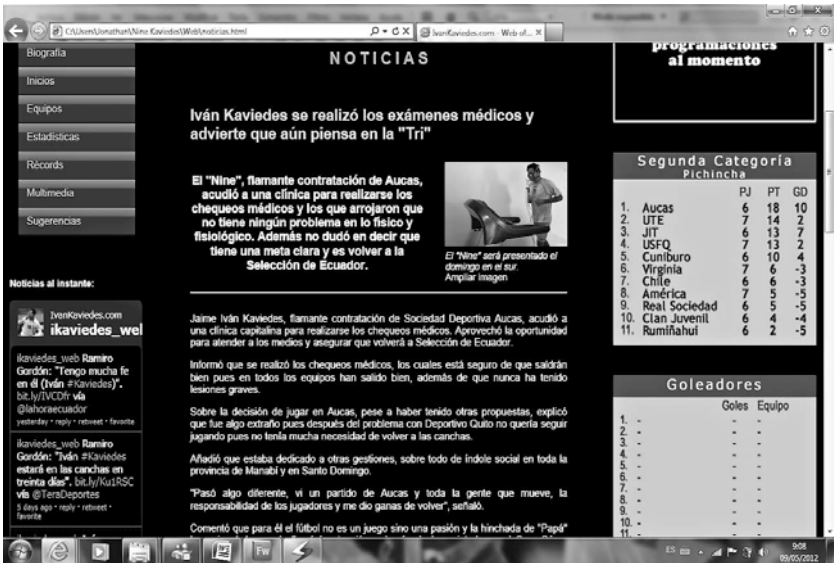 C:\Users\Jonathan\Nine Kaviedes\Web\noticias.html
IvanKaviedes.com - Web of...
Biografía
Inicios
Equipos
Estadísticas
Récords
Multimedia
Sugerencias
Noticias al instante:
IvanKaviedes.com
ikaviedes_web
ikaviedes_web Ramiro
Gordón: "Tengo mucha fe
en él (Iván #Kaviedes)".
bit.ly/IVCDfr vía
@lahoraecuador
yesterday • reply • retweet • favorite
ikaviedes_web Ramiro
Gordón: "Iván #Kaviedes
estará en las canchas en
treinta días". bit.ly/Ku1RSC
vía @TeraDeportes
5 days ago • reply • retweet •
favorite
NOTICIAS
Iván Kaviedes se realizó los exámenes médicos y
advierte que aún piensa en la "Tri"
El "Nine", flamante contratación de Aucas,
acudió a una clínica para realizarse los
chequeos médicos y los que arrojaron que
no tiene ningún problema en lo físico y
fisiológico. Además no dudó en decir que
tiene una meta clara y es volver a la
Selección de Ecuador.
El "Nine" será presentado el
domingo en el sur.
Ampliar imagen
Jaime Iván Kaviedes, flamante contratación de Sociedad Deportiva Aucas, acudió a
una clínica capitalina para realizarse los chequeos médicos. Aprovechó la oportunidad
para atender a los medios y asegurar que volverá a Selección de Ecuador.
Informó que se realizó los chequeos médicos, los cuales está seguro de que saldrán
bien pues en todos los equipos han salido bien, además de que nunca ha tenido
lesiones graves.
Sobre la decisión de jugar en Aucas, pese a haber tenido otras propuestas, explicó
que fue algo extraño pues después del problema con Deportivo Quito no quería seguir
jugando pues no tenía mucha necesidad de volver a las canchas.
Añadió que estaba dedicado a otras gestiones, sobre todo de índole social en toda la
provincia de Manabí y en Santo Domingo.
"Pasó algo diferente, vi un partido de Aucas y toda la gente que mueve, la
responsabilidad de los jugadores y me dio ganas de volver", señaló.
Comentó que para él el fútbol no es un juego sino una pasión y la hinchada de "Papá"
programaciones
al momento
Segunda Categoría
Pichincha
PJ PT GD
1. Aucas 6 18 10
2. UTE 7 14 2
3. JIT 6 13 7
4. USFQ 7 13 2
5. Cuniburo 6 10 4
6. Virginia 7 6 -3
7. Chile 6 6 -3
8. América 7 5 -5
9. Real Sociedad 6 5 -5
10. Clan Juvenil 6 4 -4
11. Rumiñahui 6 2 -5
Goleadores
Goles Equipo
1. - - -
2. - - -
3. - - -
4. - - -
5. - - -
6. - - -
7. - - -
8. - - -
9. - - -
10. - - -
11. - - -
Fw
ES
9:08
09/05/2012